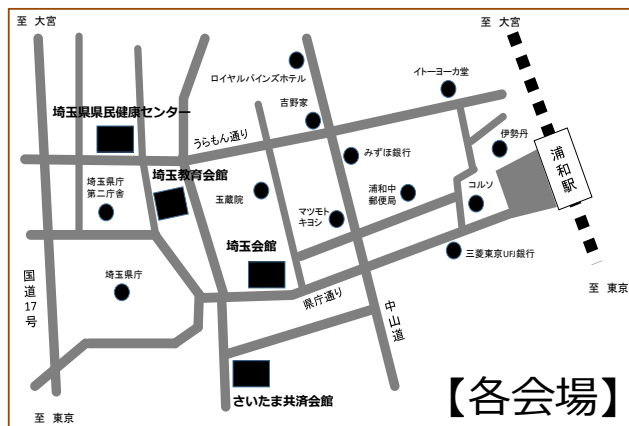 至 大宮
至 大宮
ロイヤルパインズホテル
イトーヨーカ堂
埼玉県県民健康センター
吉野家
うらもん通り
伊勢丹
みずほ銀行
浦和駅
埼玉教育会館
埼玉県庁
第二庁舎
玉蔵院
浦和中
郵便局
コルソ
マツモト
キヨシ
埼玉会館
三菱東京UFJ銀行
国道17号
埼玉県庁
県庁通り
中山道
至 東京
さいたま共済会館
【各会場】
至 東京